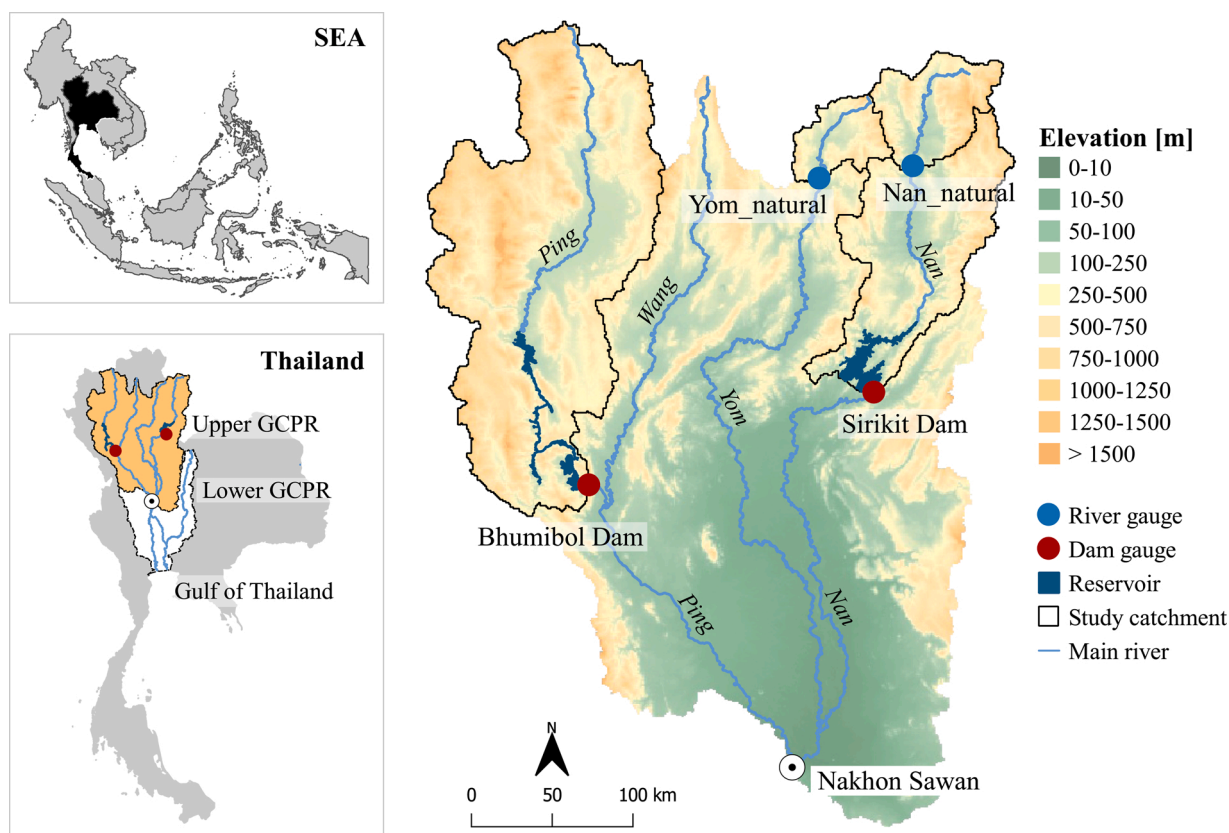 SEA
Thailand
Upper GCPR
Lower GCPR
Gulf of Thailand
Ping
Wang
Yom_natural
Nan_natural
Nan
Yom
Sirikit Dam
Bhumibol Dam
Ping
Nan
Nakhon Sawan
N
0 50 100 km
Elevation [m]
0-10
10-50
50-100
100-250
250-500
500-750
750-1000
1000-1250
1250-1500
> 1500
River gauge
Dam gauge
Reservoir
Study catchment
Main river